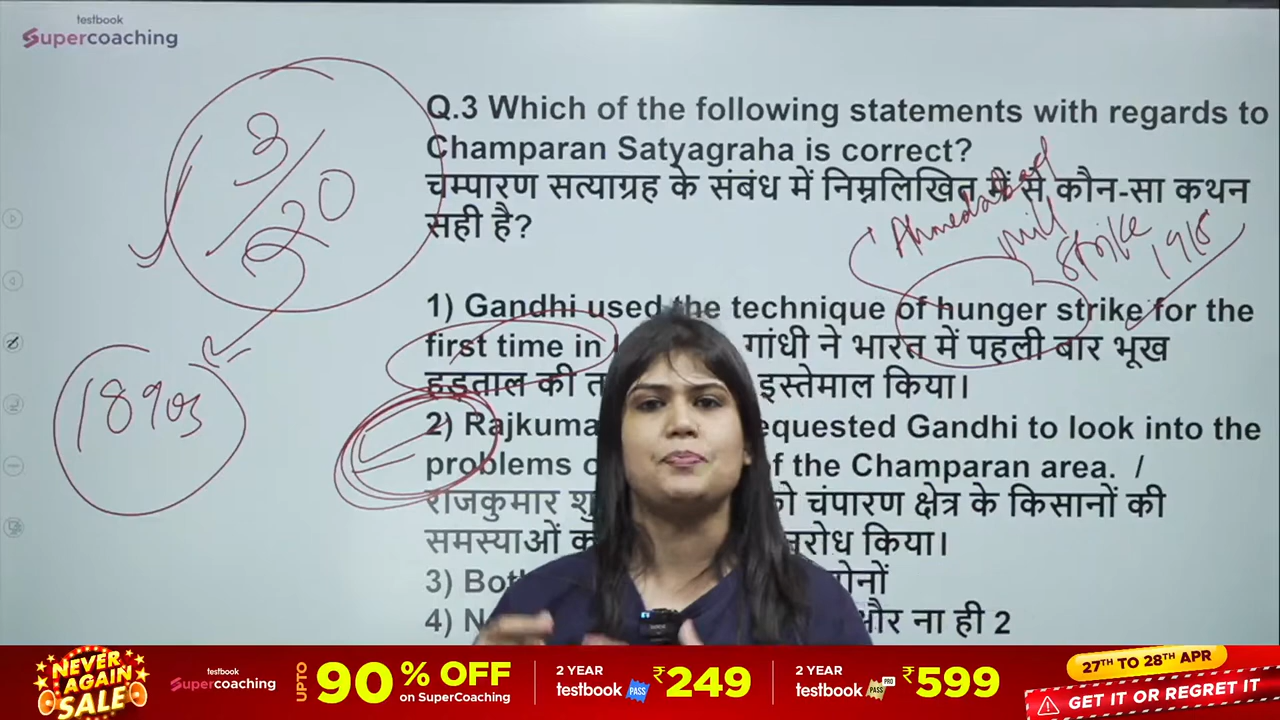 testbook
Supercoaching
3/20
1890s
Q.3 Which of the following statements with regards to
Champaran Satyagraha is correct?
चम्पारण सत्याग्रह के संबंध में निम्नलिखित में से कौन-सा कथन
सही है?
Ahmedabad
mill
strike
1918
1) Gandhi used the technique of hunger strike for the
first time in गांधी ने भारत में पहली बार भूख
हड़ताल की इस्तेमाल किया।
2) requested Gandhi to look into the
problems of the Champaran area. /
राजकुमार चंपारण क्षेत्र के किसानों की
समस्याओं किया।
3)
4) और ना ही 2
NEVER
AGAIN
SALE
testbook
Supercoaching
UPTO
90% OFF
on SuperCoaching
2 YEAR
testbook PASS
₹249
2 YEAR
testbook PASS PRO
₹599
27TH TO 28TH APR
GET IT OR REGRET IT